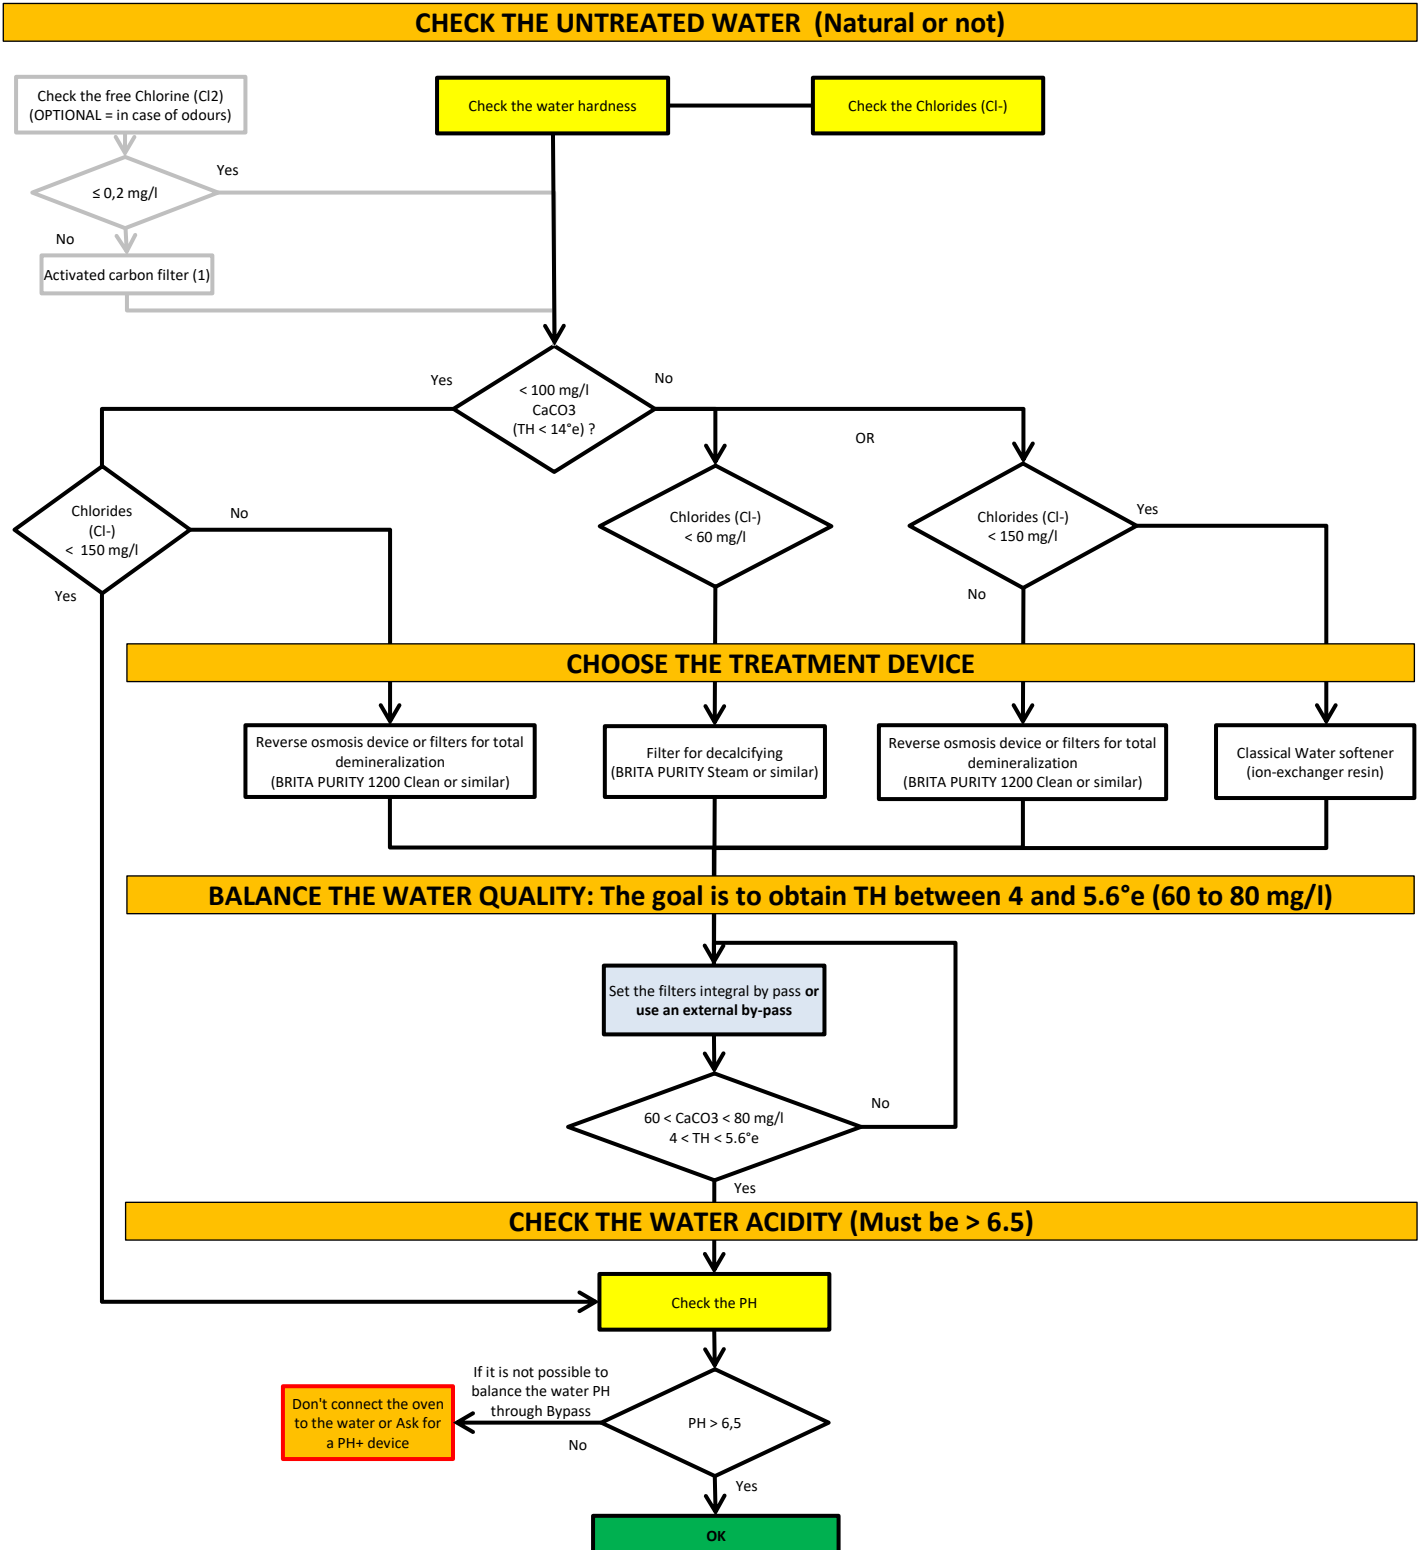 CHECK THE UNTREATED WATER (Natural or not)
Check the free Chlorine (Cl2)
(OPTIONAL = in case of odours)
Check the water hardness
Check the Chlorides (Cl-)
Yes
≤ 0,2 mg/l
No
Activated carbon filter (1)
Yes
No
< 100 mg/l
CaCO3
(TH < 14°e) ?
OR
Chlorides
(Cl-)
< 150 mg/l
No
Yes
Chlorides (Cl-)
< 60 mg/l
Chlorides (Cl-)
< 150 mg/l
Yes
No
CHOOSE THE TREATMENT DEVICE
Reverse osmosis device or filters for total
demineralization
(BRITA PURITY 1200 Clean or similar)
Filter for decalcifying
(BRITA PURITY Steam or similar)
Reverse osmosis device or filters for total
demineralization
(BRITA PURITY 1200 Clean or similar)
Classical Water softener
(ion-exchanger resin)
BALANCE THE WATER QUALITY: The goal is to obtain TH between 4 and 5.6°e (60 to 80 mg/l)
Set the filters integral by pass or
use an external by-pass
60 < CaCO3 < 80 mg/l
4 < TH < 5.6°e
No
Yes
CHECK THE WATER ACIDITY (Must be > 6.5)
Check the PH
If it is not possible to
balance the water PH
through Bypass
Don't connect the oven
to the water or Ask for
a PH+ device
No
PH > 6,5
Yes
OK